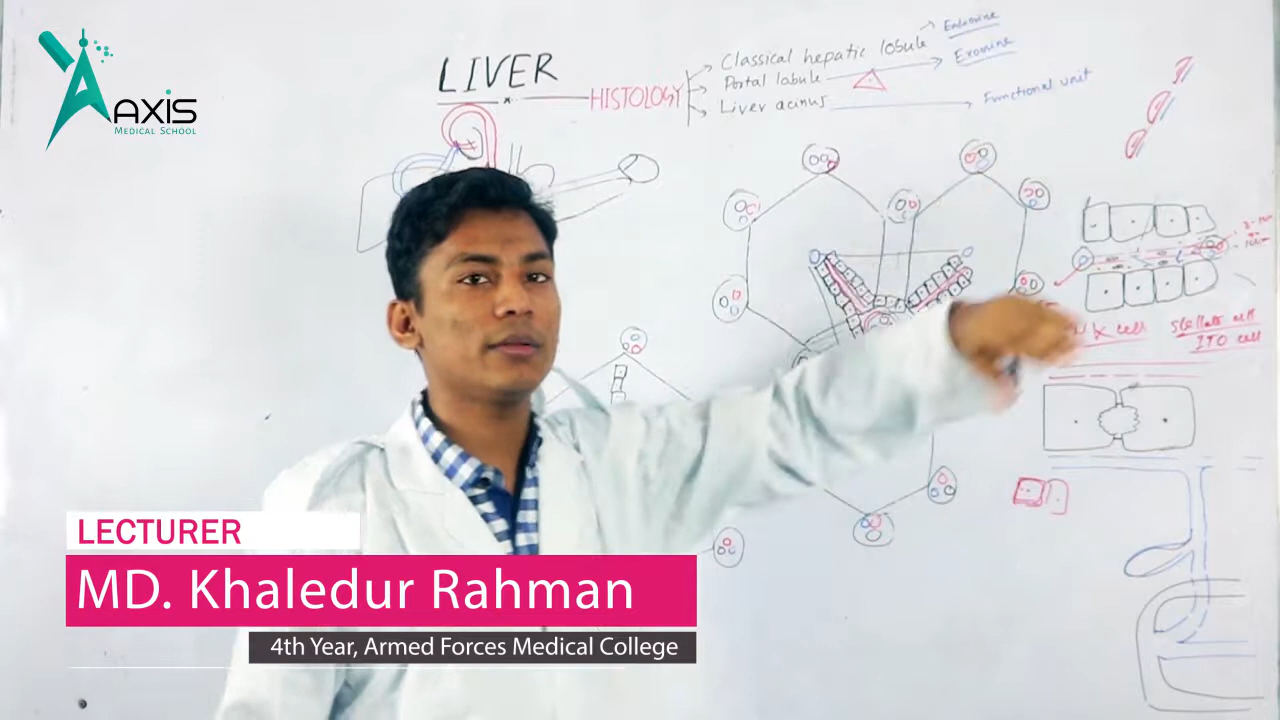 AXIS
MEDICAL SCHOOL
LIVER
HISTOLOGY
Classical hepatic lobule
Endocrine
Portal lobule
Exocrine
Liver acinus
Functional unit
cell
Stellate cell
ITO cell
LECTURER
MD. Khaledur Rahman
4th Year, Armed Forces Medical College